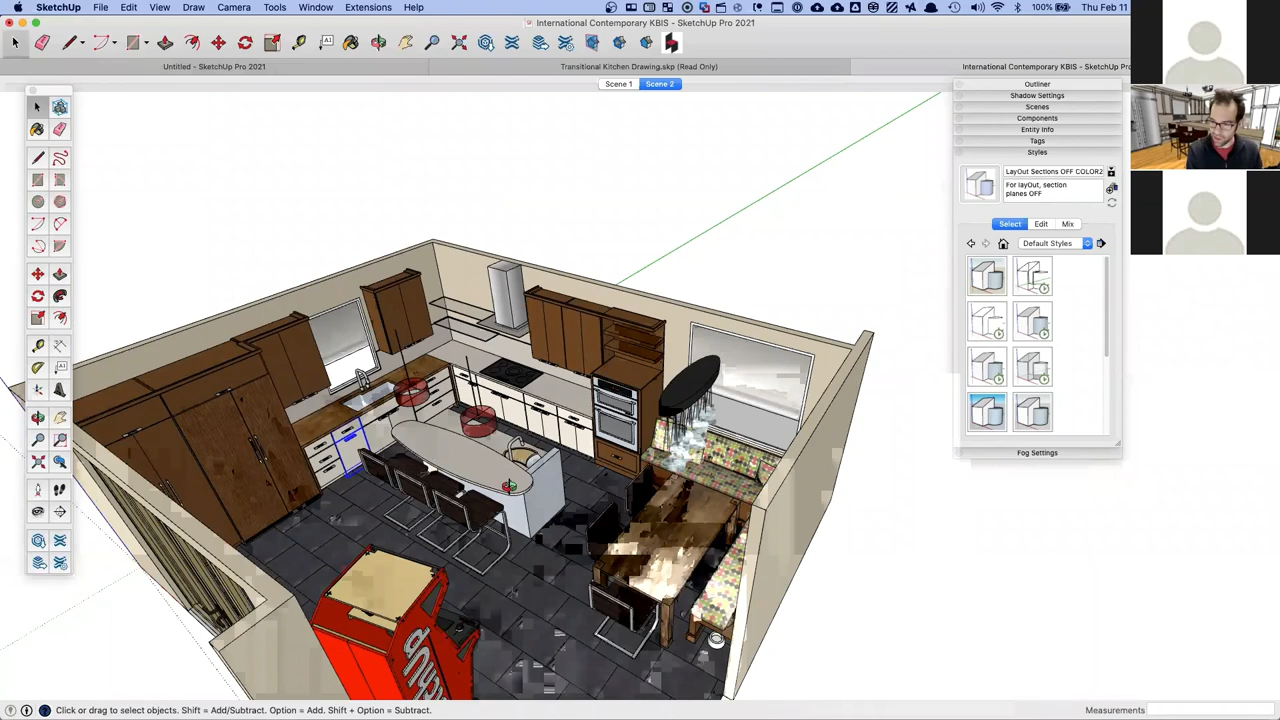 SketchUp File Edit View Draw Camera Tools Window Extensions Help
100% Thu Feb 11
International Contemporary KBIS - SketchUp Pro 2021
Untitled - SketchUp Pro 2021
Transitional Kitchen Drawing.skp (Read Only)
International Contemporary KBIS - SketchUp Pro
Scene 1
Scene 2
Outliner
Shadow Settings
Scenes
Components
Entity Info
Tags
Styles
LayOut Sections OFF COLOR2
For layOut, section
planes OFF
Select
Edit
Mix
Default Styles
Fog Settings
Click or drag to select objects. Shift = Add/Subtract. Option = Add. Shift + Option = Subtract.
Measurements